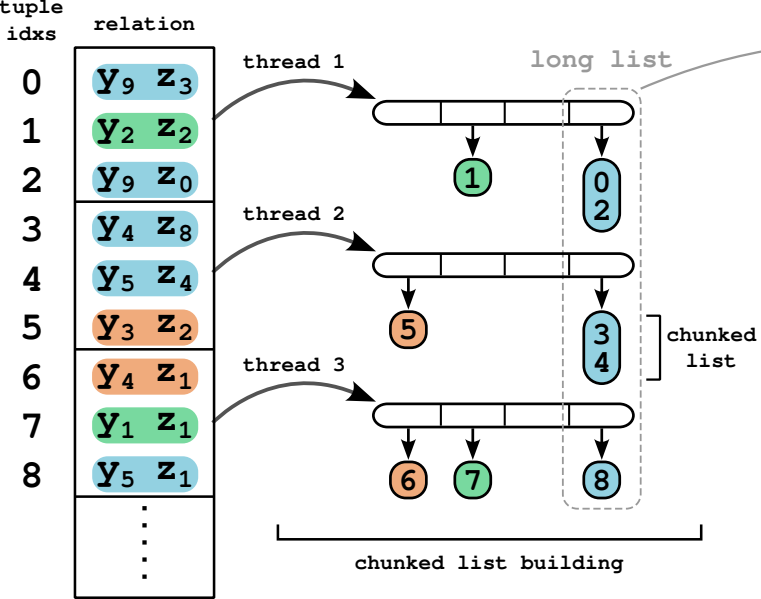 tuple
idxs
relation
0 y9 z3
1 y2 z2
2 y9 z0
3 y4 z8
4 y5 z4
5 y3 z2
6 y4 z1
7 y1 z1
8 y5 z1
thread 1
long list
1
0
2
thread 2
5
3
4
chunked
list
thread 3
6 7 8
chunked list building